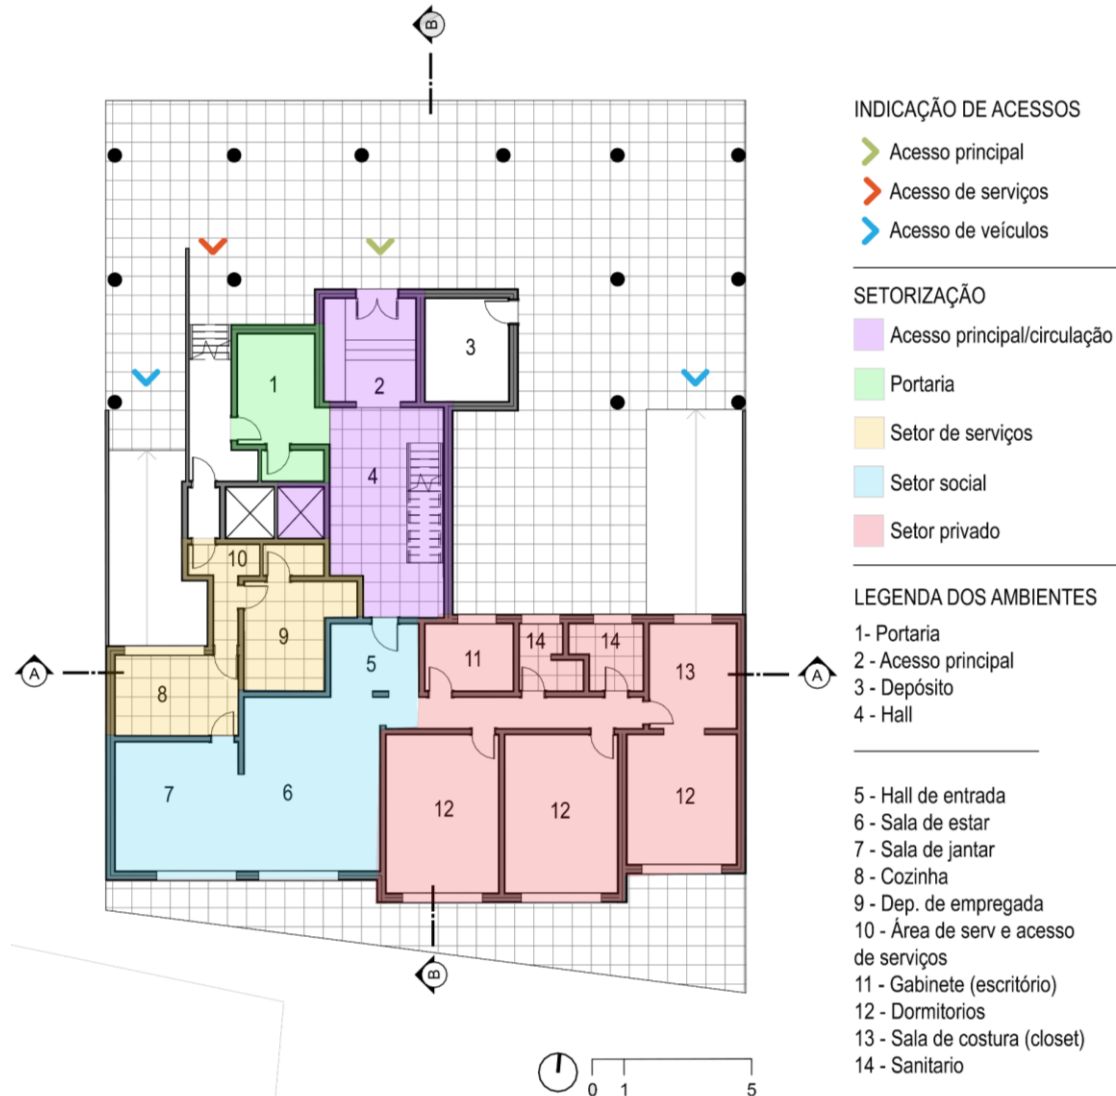 B
1
2
3
4
10
9
5
11
14
14
13
A
A
8
7
6
12
12
12
B
0 1 5
INDICAÇÃO DE ACESSOS
Acesso principal
Acesso de serviços
Acesso de veículos
SETORIZAÇÃO
Acesso principal/circulação
Portaria
Setor de serviços
Setor social
Setor privado
LEGENDA DOS AMBIENTES
1- Portaria
2 - Acesso principal
3 - Depósito
4 - Hall
5 - Hall de entrada
6 - Sala de estar
7 - Sala de jantar
8 - Cozinha
9 - Dep. de empregada
10 - Área de serv e acesso
de serviços
11 - Gabinete (escritório)
12 - Dormitorios
13 - Sala de costura (closet)
14 - Sanitario